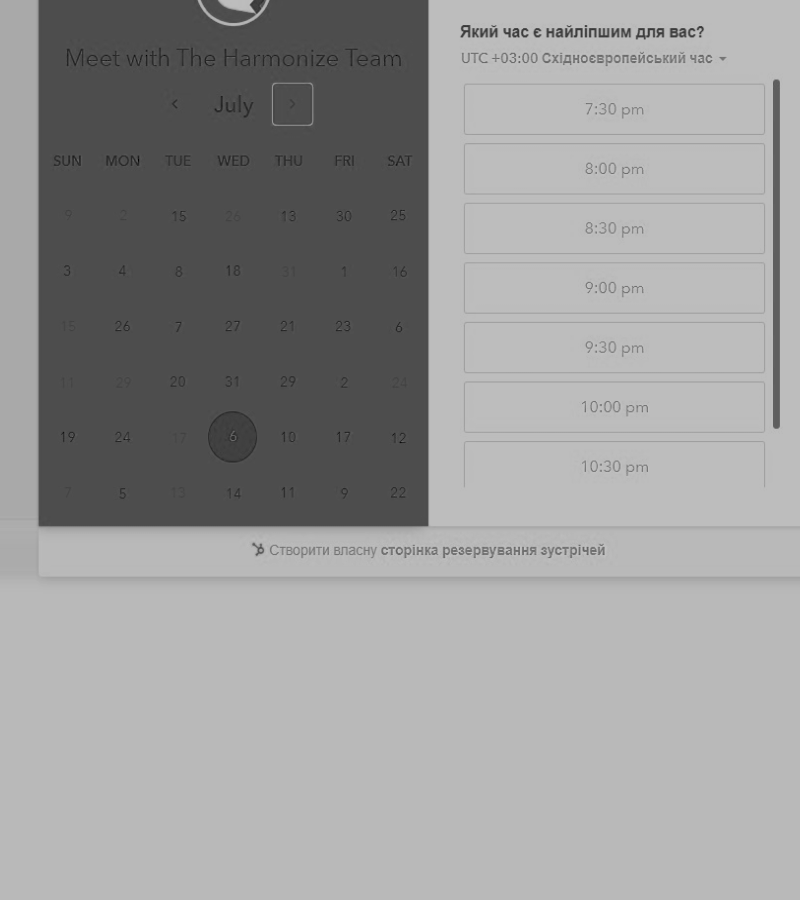 Meet with The Harmonize Team
July
SUN MON TUE WED THU FRI SAT
9 2 15 26 13 30 25
3 4 8 18 31 1 16
15 26 7 27 21 23 6
11 29 20 31 29 2 24
19 24 17 6 10 17 12
7 5 13 14 11 9 22
Який час є найліпшим для вас?
UTC +03:00 Східноєвропейський час
7:30 pm
8:00 pm
8:30 pm
9:00 pm
9:30 pm
10:00 pm
10:30 pm
Створити власну сторінка резервування зустрічей